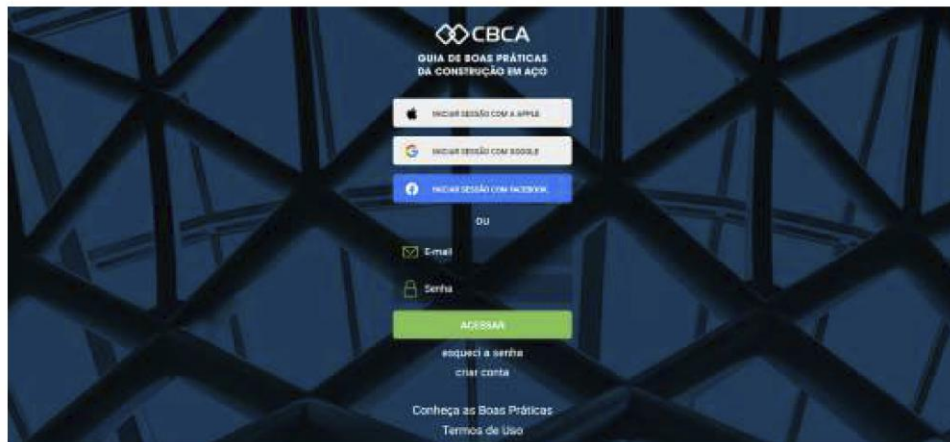 CBCA
GUIA DE BOAS PRÁTICAS
DA CONSTRUÇÃO EM AÇO
INICIAR SESSÃO COM A APPLE
INICIAR SESSÃO COM GOOGLE
INICIAR SESSÃO COM FACEBOOK
OU
E-mail
Senha
ACESSAR
esqueci a senha
criar conta
Conheça as Boas Práticas
Termos de Uso